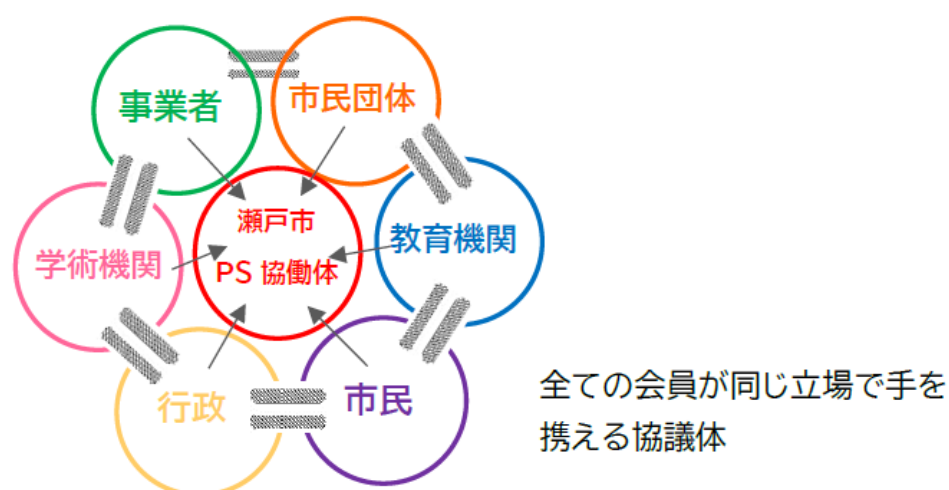 事業者
市民団体
瀬戸市
PS 協働体
教育機関
学術機関
行政
市民
全ての会員が同じ立場で手を
携える協議体